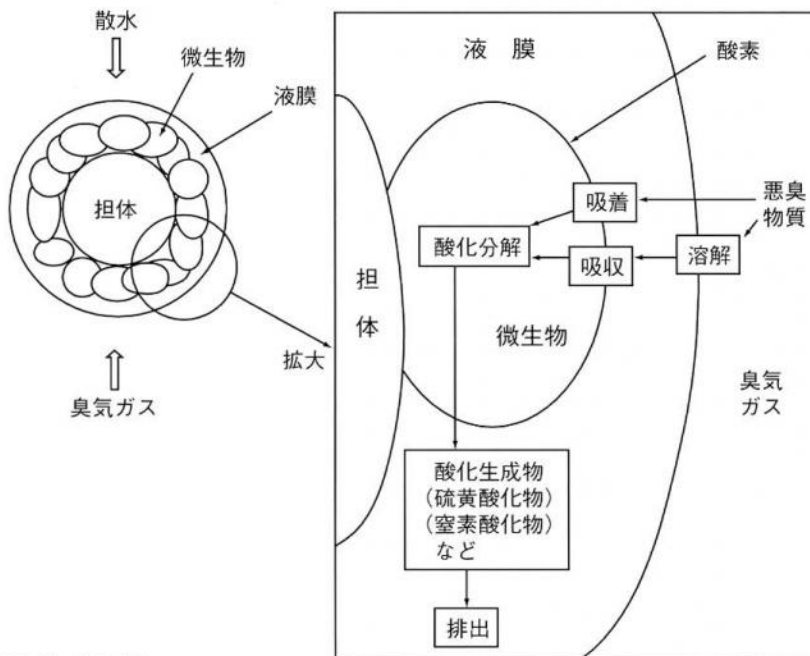 散水
微生物
液膜
担体
拡大
臭気ガス
液 膜
酸素
吸着
悪臭
物質
酸化分解
吸収
溶解
担
体
微生物
臭気
ガス
酸化生成物
(硫黄酸化物)
(窒素酸化物)
など
排出